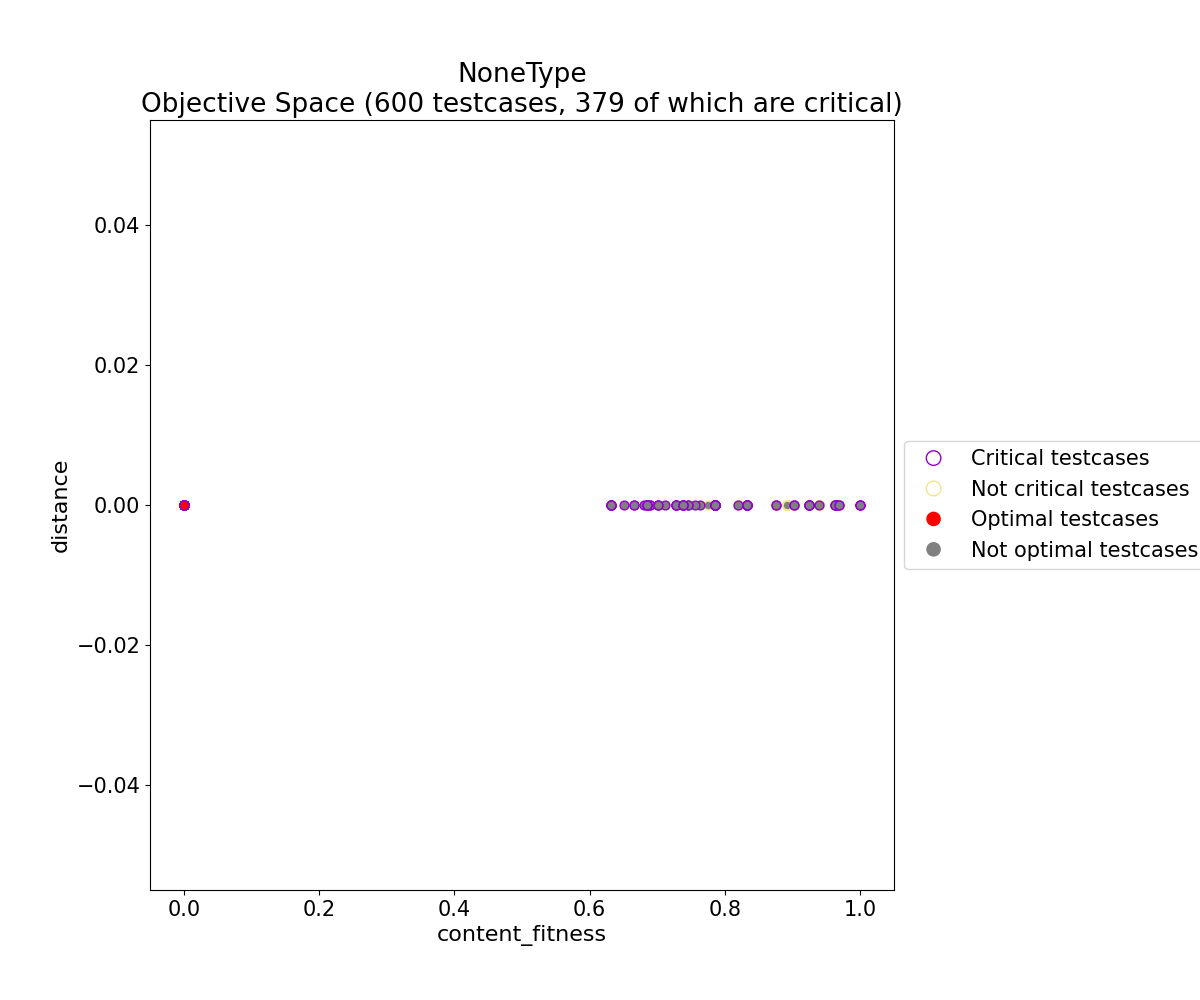 NoneType
Objective Space (600 testcases, 379 of which are critical)
0.04
0.02
0.00
−0.02
−0.04
distance
0.0 0.2 0.4 0.6 0.8 1.0
content_fitness
Critical testcases
Not critical testcases
Optimal testcases
Not optimal testcases